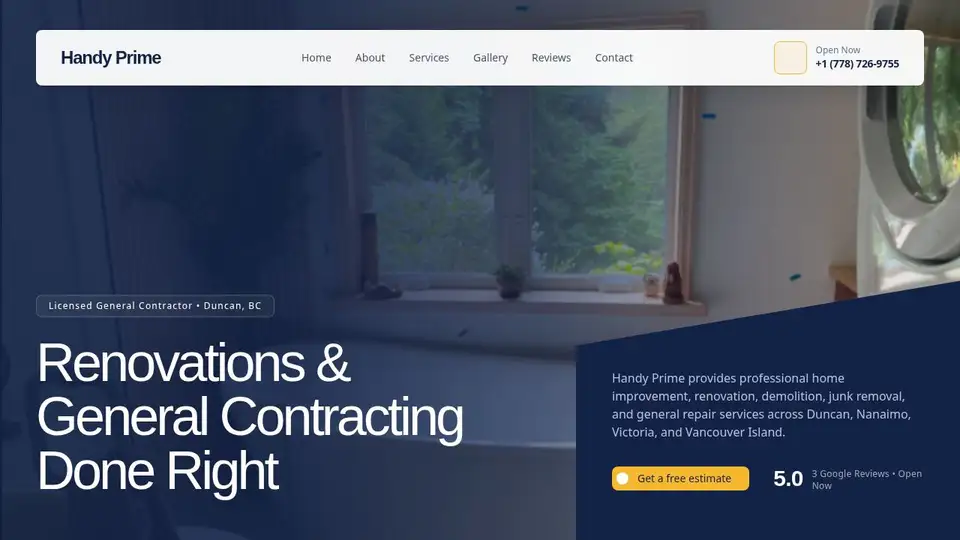 Handy Prime
Home
About
Services
Gallery
Reviews
Contact
Open Now
+1 (778) 726-9755
Licensed General Contractor • Duncan, BC
Renovations &
General Contracting
Done Right
Handy Prime provides professional home
improvement, renovation, demolition, junk removal,
and general repair services across Duncan, Nanaimo,
Victoria, and Vancouver Island.
Get a free estimate
5.0
3 Google Reviews • Open
Now